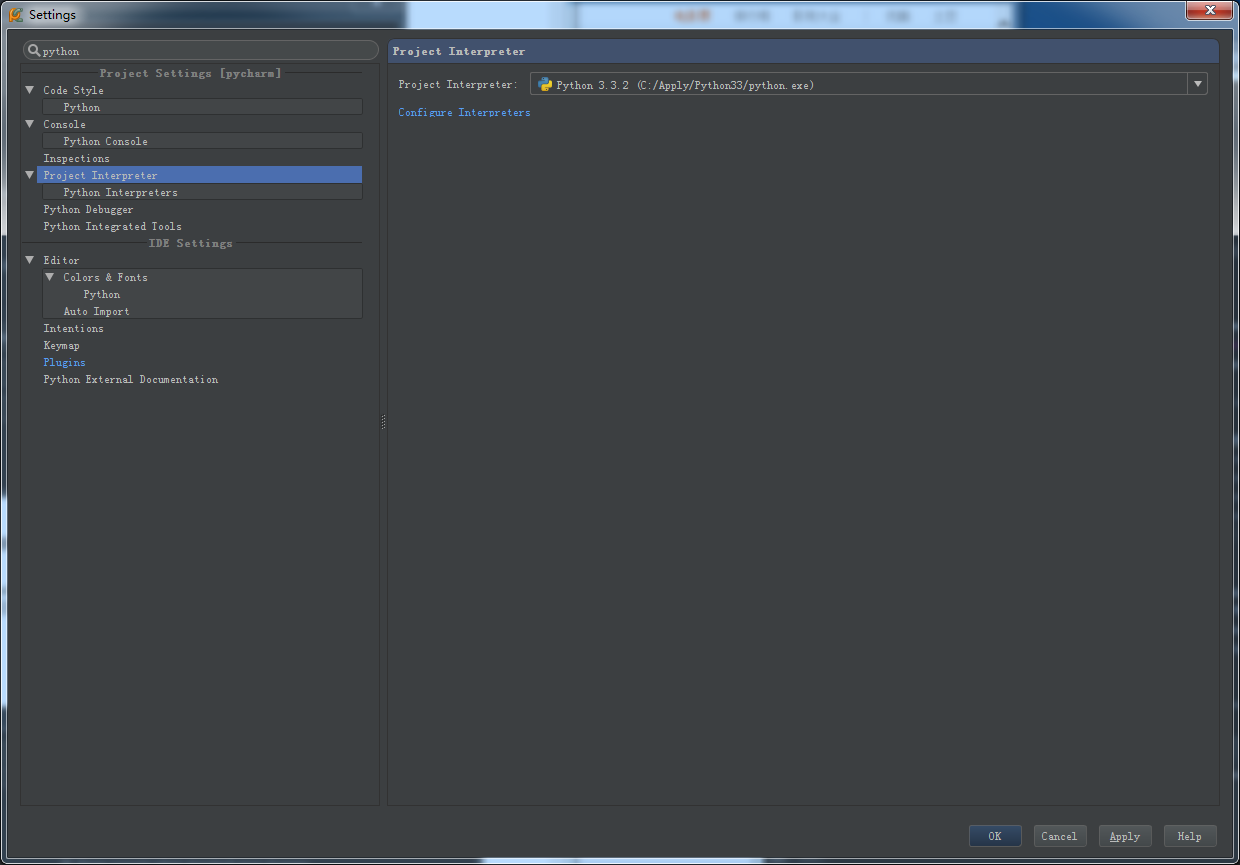 Settings
python
Project Settings [pycharm]
Code Style
Python
Console
Python Console
Inspections
Project Interpreter
Python Interpreters
Python Debugger
Python Integrated Tools
IDE Settings
Editor
Colors & Fonts
Python
Auto Import
Intentions
Keymap
Plugins
Python External Documentation
Project Interpreter
Project Interpreter: Python 3.3.2 (C:/Apply/Python33/python.exe)
Configure Interpreters
OK Cancel Apply Help